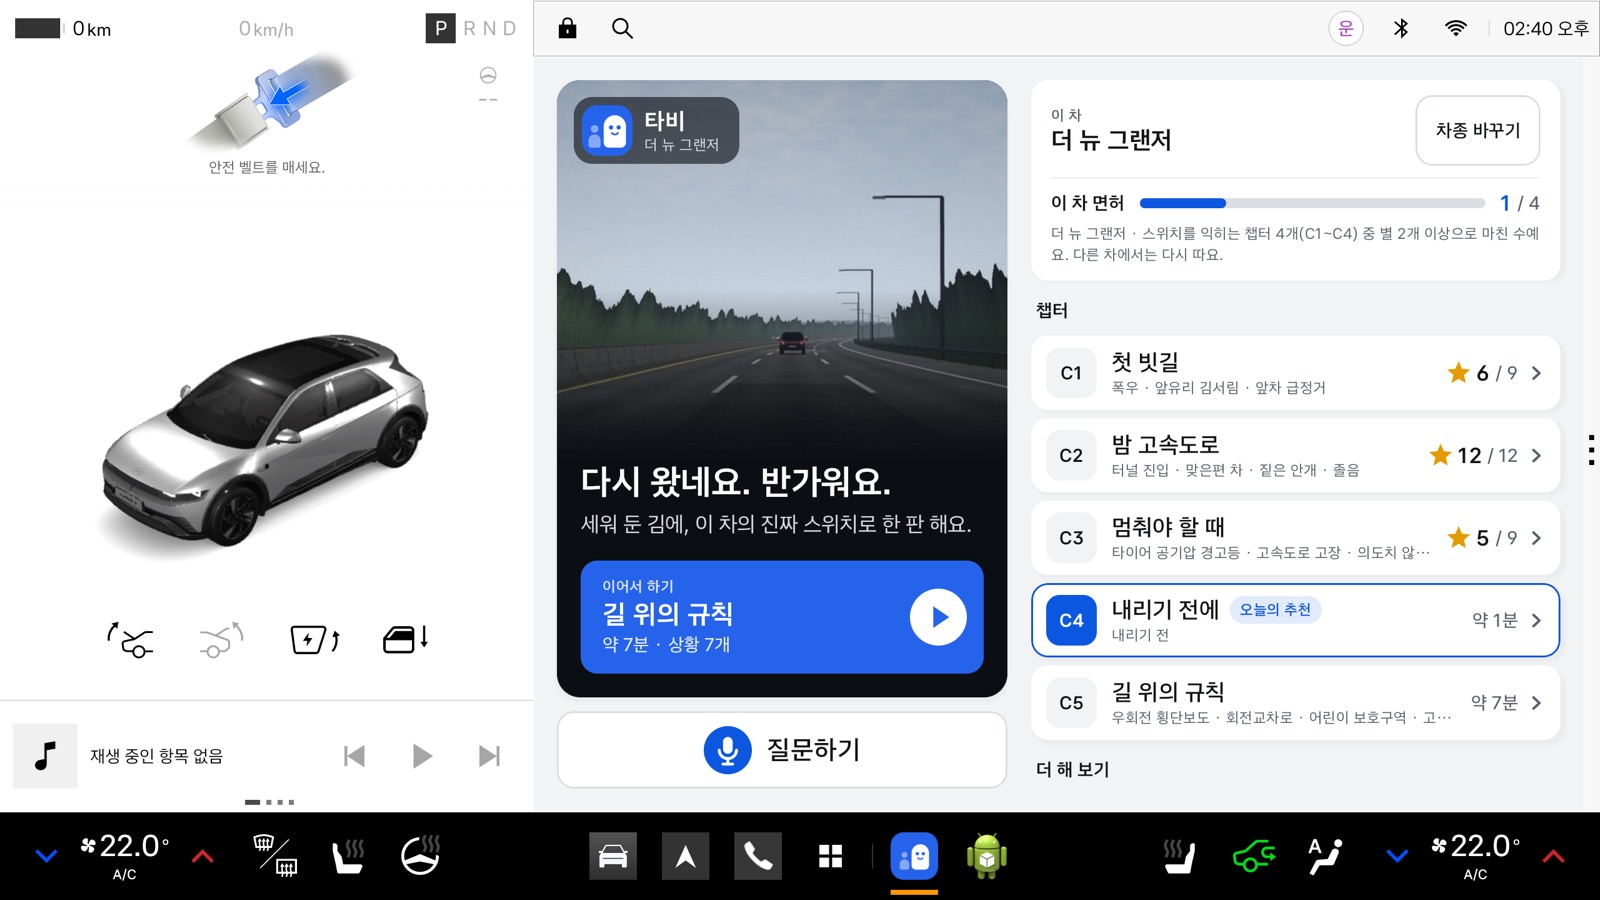 0 km
0 km/h
P R N D
02:40 오후
운
안전 벨트를 매세요.
--
타비
더 뉴 그랜저
다시 왔네요. 반가워요.
세워 둔 김에, 이 차의 진짜 스위치로 한 판 해요.
이어서 하기
길 위의 규칙
약 7분 · 상황 7개
질문하기
이 차
더 뉴 그랜저
차종 바꾸기
이 차 면허
1 / 4
더 뉴 그랜저 · 스위치를 익히는 챕터 4개(C1~C4) 중 별 2개 이상으로 마친 수예
요. 다른 차에서는 다시 따요.
챕터
C1
첫 빗길
폭우 · 앞유리 김서림 · 앞차 급정거
6 / 9
C2
밤 고속도로
터널 진입 · 맞은편 차 · 짙은 안개 · 졸음
12 / 12
C3
멈춰야 할 때
타이어 공기압 경고등 · 고속도로 고장 · 의도치 않…
5 / 9
C4
내리기 전에
오늘의 추천
내리기 전
약 1분
C5
길 위의 규칙
우회전 횡단보도 · 회전교차로 · 어린이 보호구역 · 고…
약 7분
더 해 보기
재생 중인 항목 없음
22.0°
A/C
A
22.0°
A/C